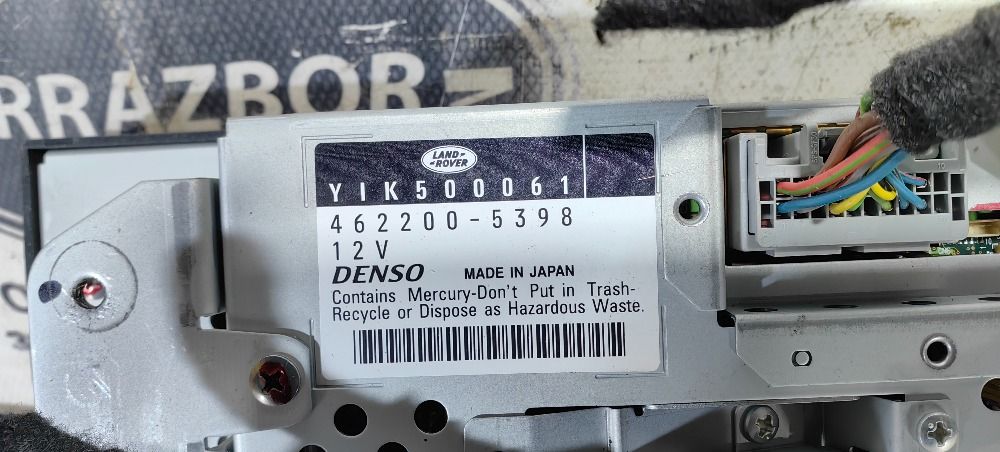 RRAZBOR
LAND-
ROVER
YIK500061
462200-5398
12V
DENSO MADE IN JAPAN
Contains Mercury-Don't Put in Trash-
Recycle or Dispose as Hazardous Waste.